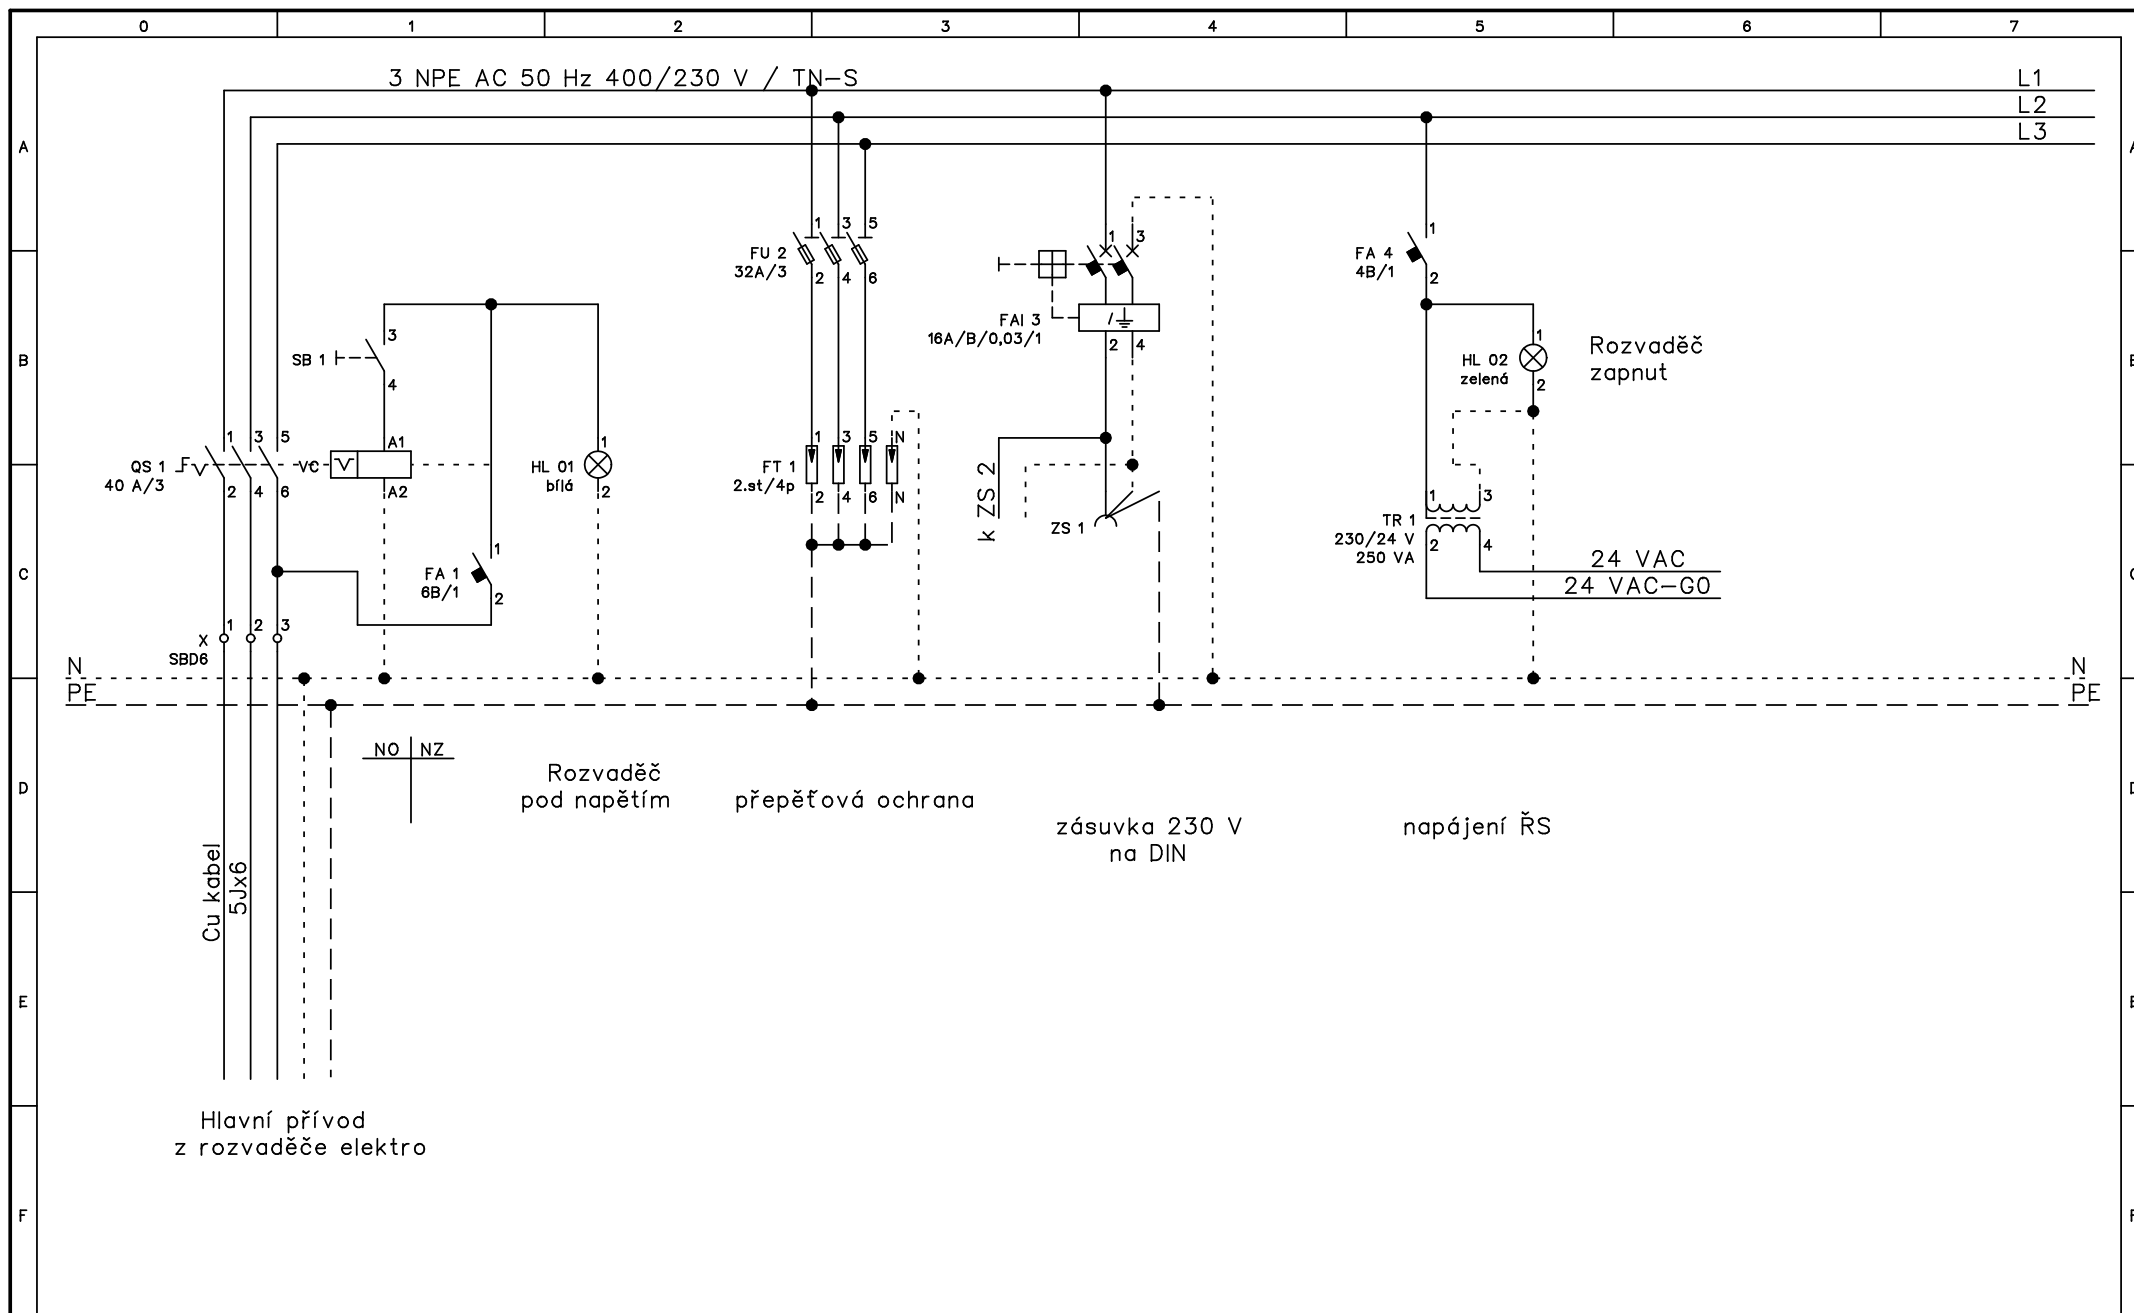 0 1 2 3 4 5 6 7
3 NPE AC 50 Hz 400/230 V / TN-S
L1
L2
L3
A
A
1 3 5
FU 2
32A/3
2 4 6
1 3
FAI 3
16A/B/0,03/1
2 4
1
FA 4
4B/1
2
B
3
SB 1
4
1
HL 02
zelená
2
Rozvaděč
zapnut
1 3 5
QS 1
40 A/3
2 4 6
VC
A1
A2
1
HL 01
bílá
2
1 3 5 N
FT 1
2.st/4p
2 4 6 N
k ZS 2
ZS 1
1 3
TR 1
230/24 V
250 VA
2 4
24 VAC
24 VAC-G0
C
1
FA 1
6B/1
2
X
SBD6
1 2 3
N
PE
N
PE
NO NZ
D
Rozvaděč
pod napětím
přepěťová ochrana
zásuvka 230 V
na DIN
napájení ŘS
Cu kabel
5Jx6
E
Hlavní přívod
z rozvaděče elektro
F